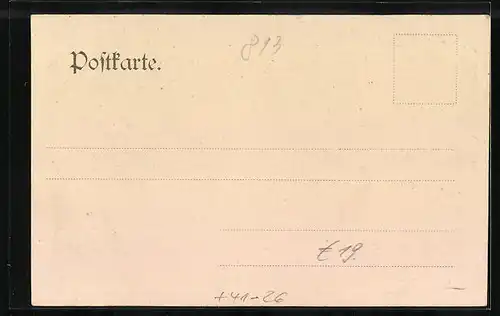 813
Postkarte.
£ 19.
+41-26